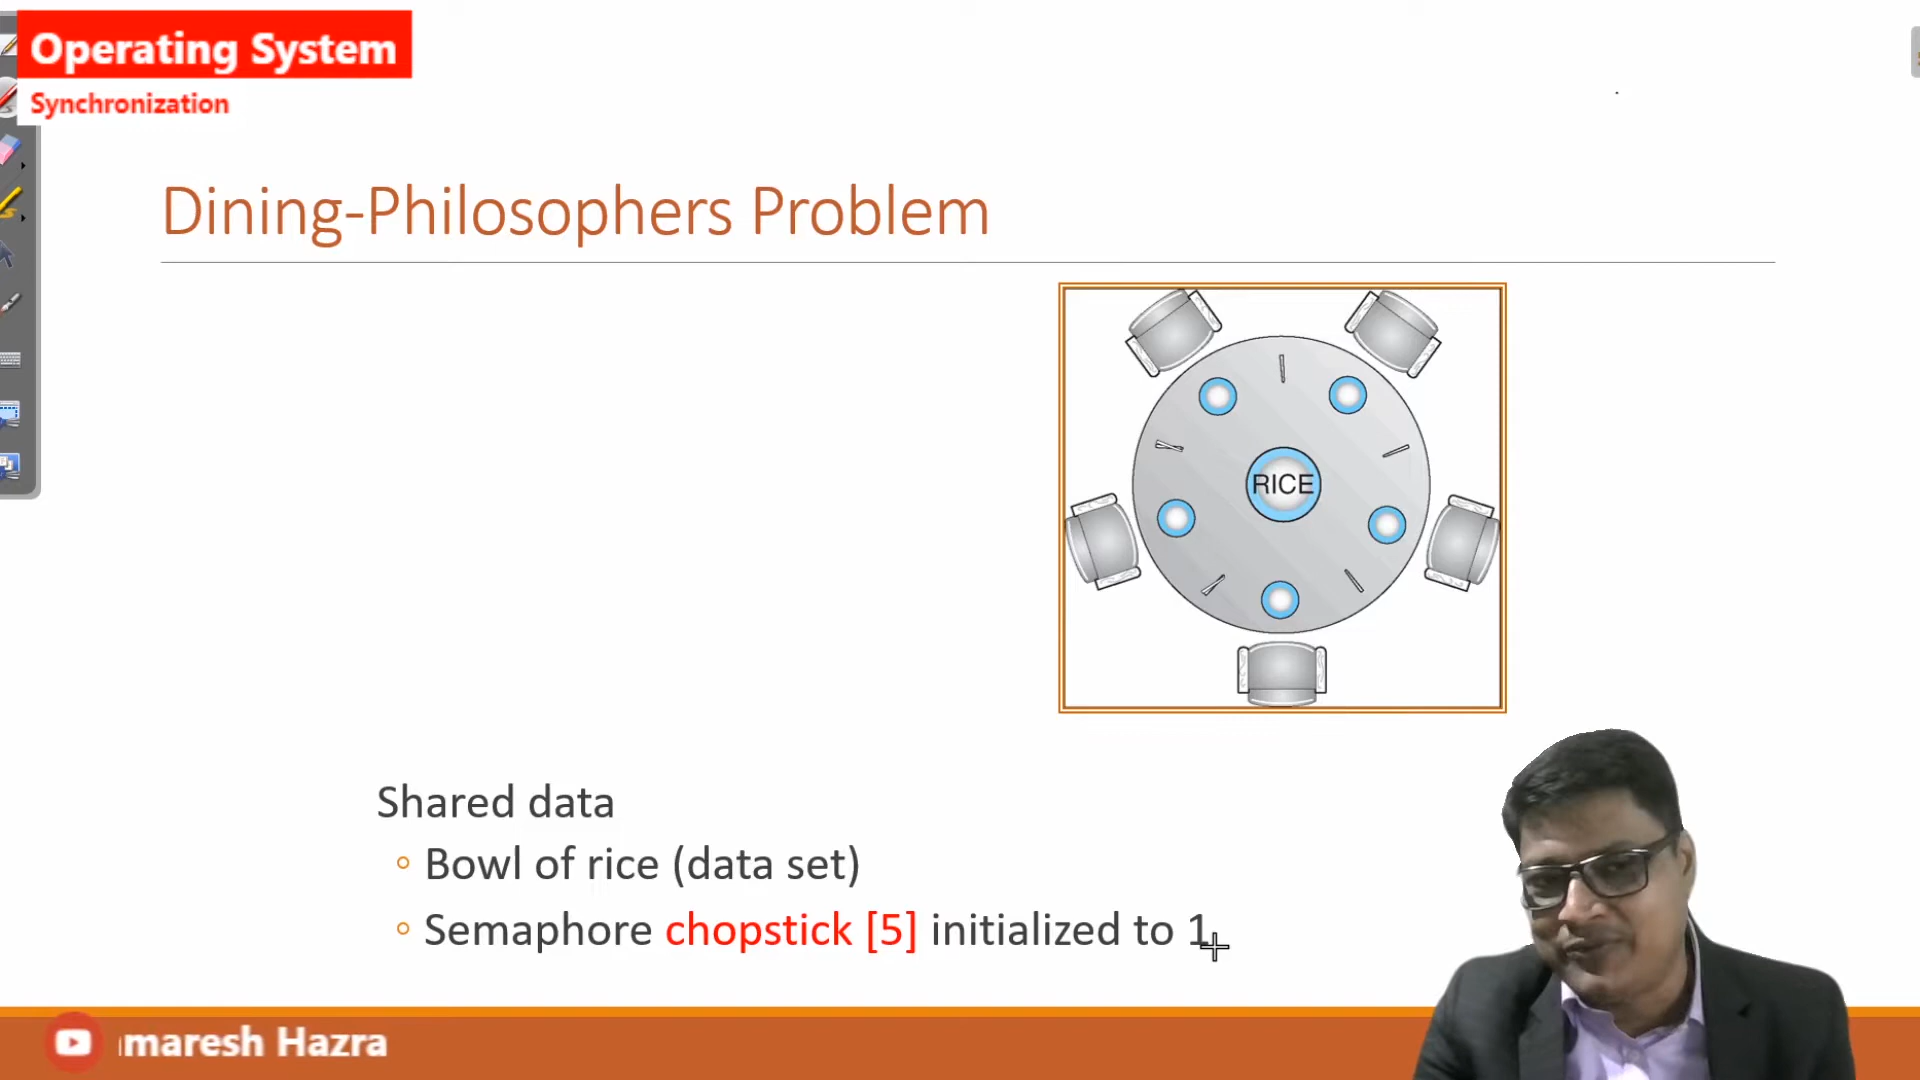 Operating System
Synchronization
Dining-Philosophers Problem
RICE
Shared data
Bowl of rice (data set)
Semaphore chopstick [5] initialized to 1
maresh Hazra